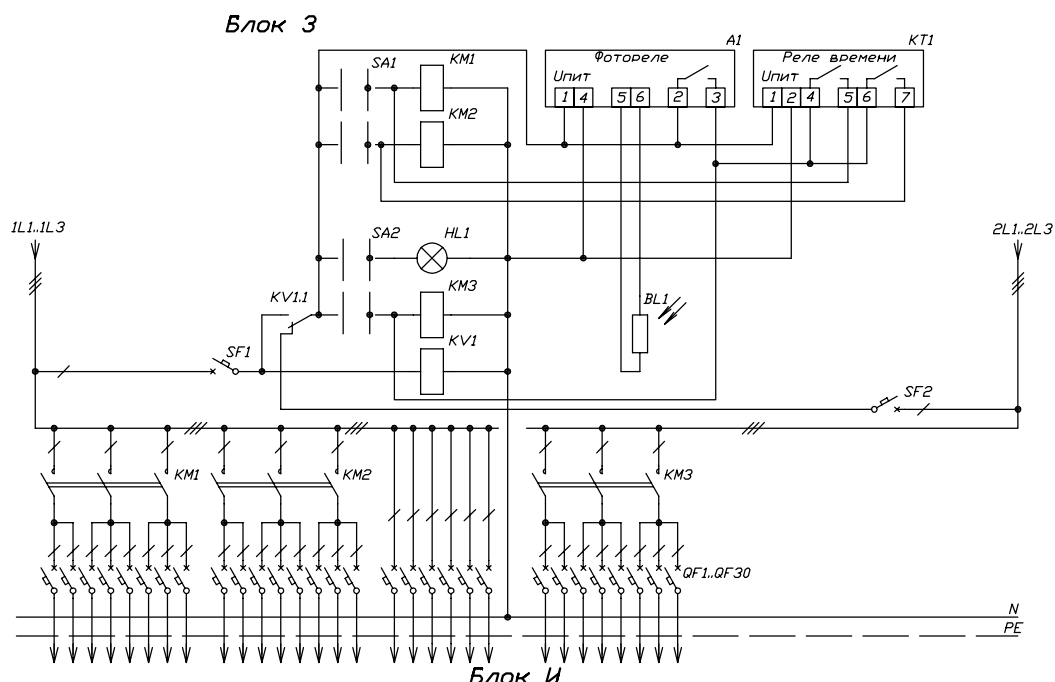 Блок 3
A1
KT1
SA1
KM1
Фотореле
Реле времени
Uпит
Uпит
1 4 5 6 2 3
1 2 4 5 6 7
KM2
1L1..1L3
SA2
HL1
2L1..2L3
KV1.1
KM3
BL1
SF1
KV1
SF2
KM1
KM2
KM3
QF1..QF30
N
PE
Блок И